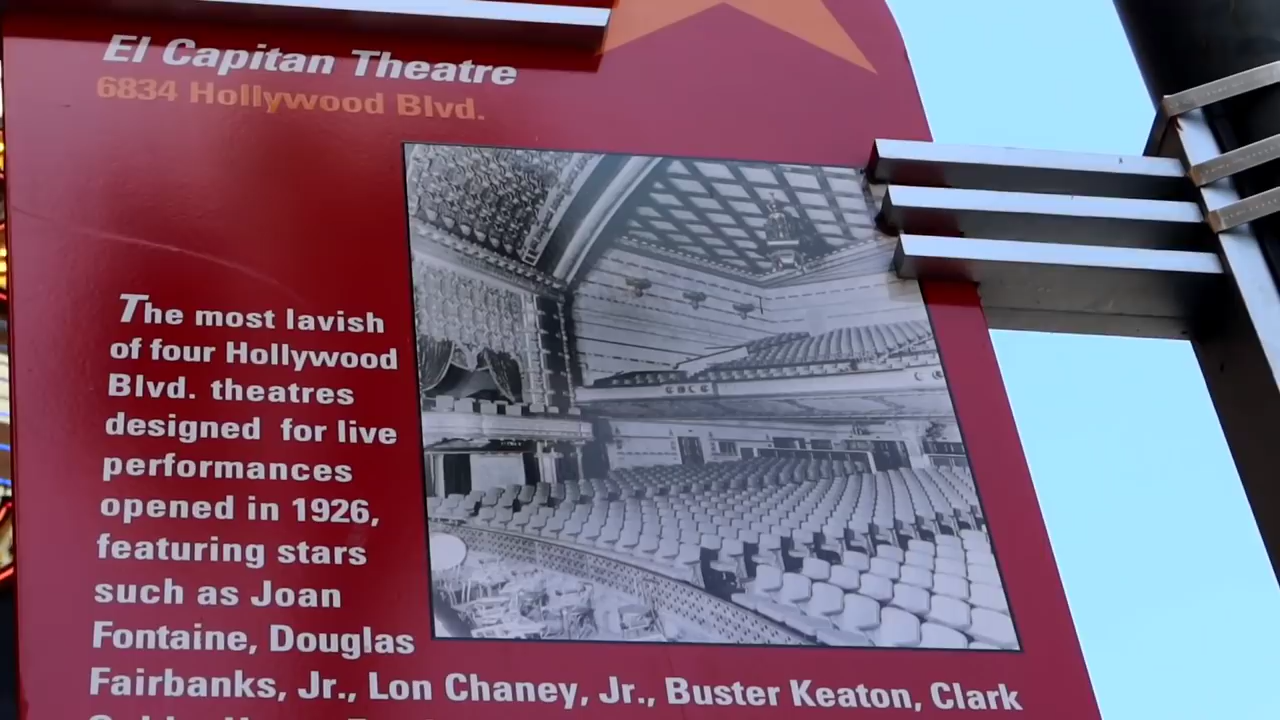 El Capitan Theatre
6834 Hollywood Blvd.
The most lavish
of four Hollywood
Blvd. theatres
designed for live
performances
opened in 1926,
featuring stars
such as Joan
Fontaine, Douglas
Fairbanks, Jr., Lon Chaney, Jr., Buster Keaton, Clark